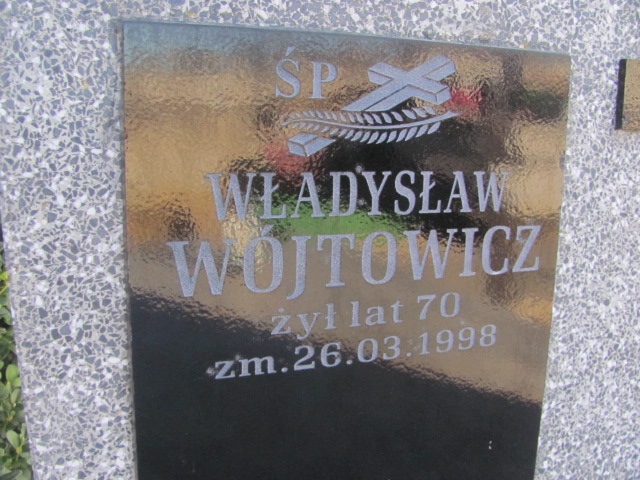 ŚP
WŁADYSŁAW
WÓJTOWICZ
żył lat 70
zm.26.03.1998